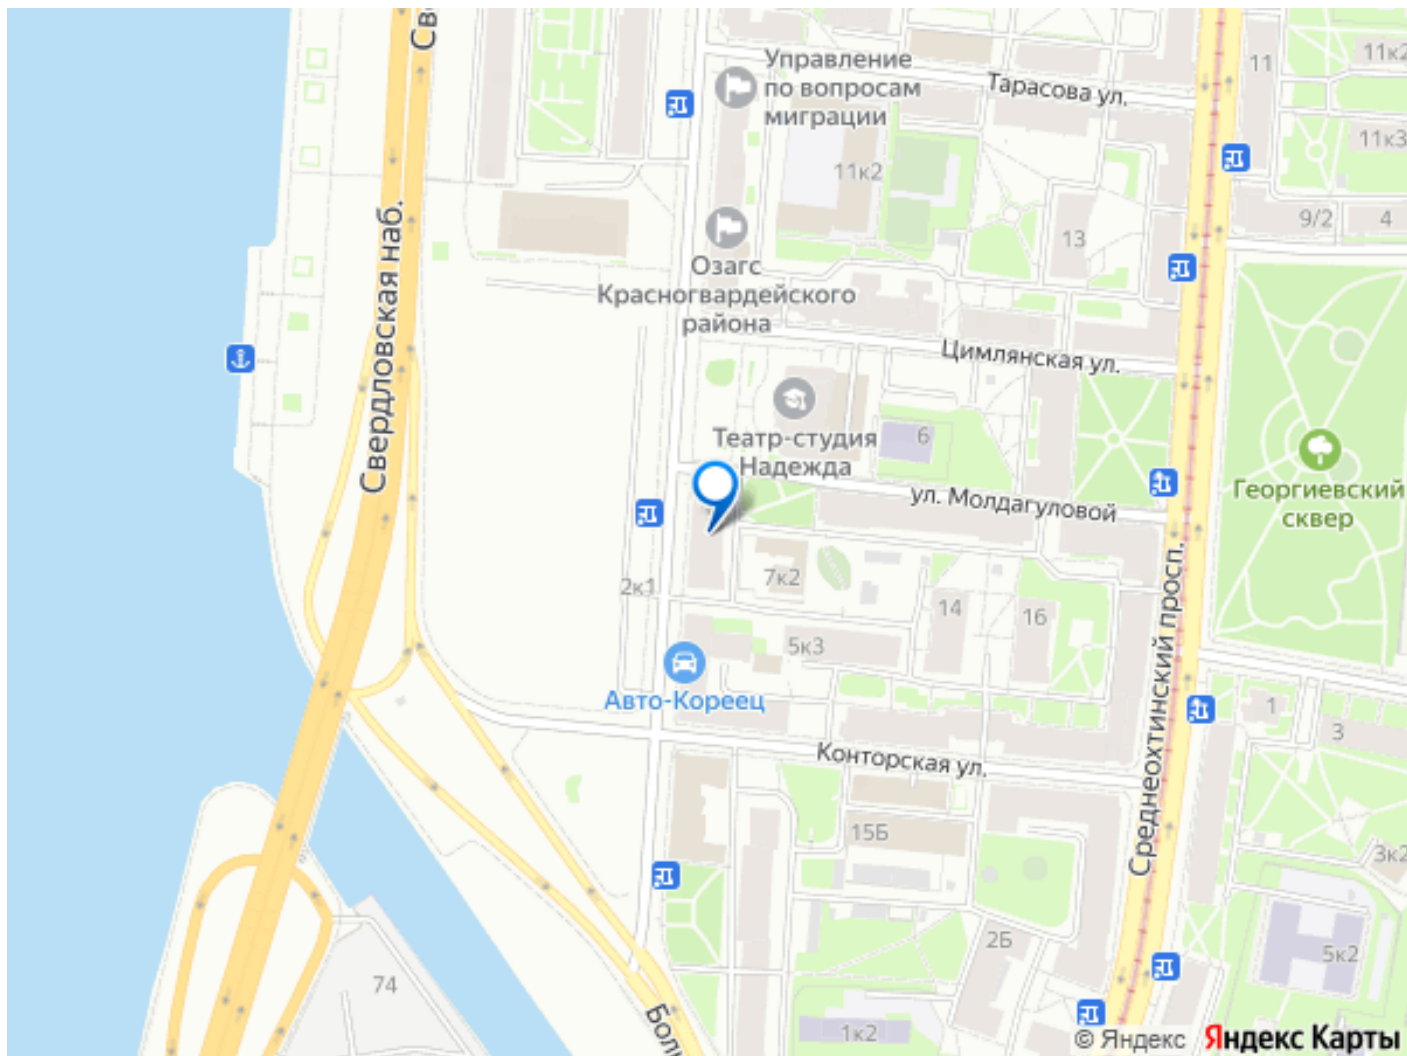 Св
Управление
по вопросам
миграции
Тарасова ул.
11
11к2
11к3
11к2
9/2
4
13
Озагс
Красногвардейского
района
Свердловская наб.
Цимлянская ул.
Театр-студия
Надежда
6
ул. Молдагуловой
Георгиевский
сквер
2к1
7к2
14
16
5к3
Среднеохтинский просп.
Авто-Кореец
1
3
Конторская ул.
15Б
3к2
2Б
5к2
74
Боль
1к2
© Яндекс
Яндекс Карты